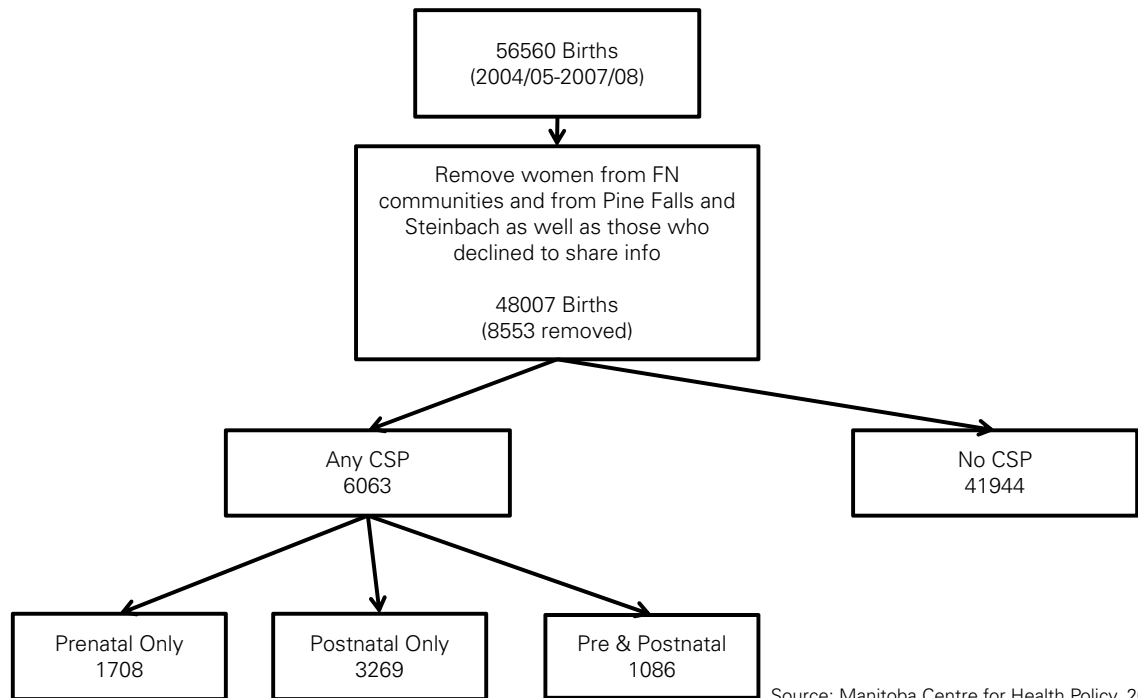 56560 Births
(2004/05-2007/08)
Remove women from FN
communities and from Pine Falls and
Steinbach as well as those who
declined to share info
48007 Births
(8553 removed)
Any CSP
6063
No CSP
41944
Prenatal Only
1708
Postnatal Only
3269
Pre & Postnatal
1086
Source: Manitoba Centre for Health Policy,